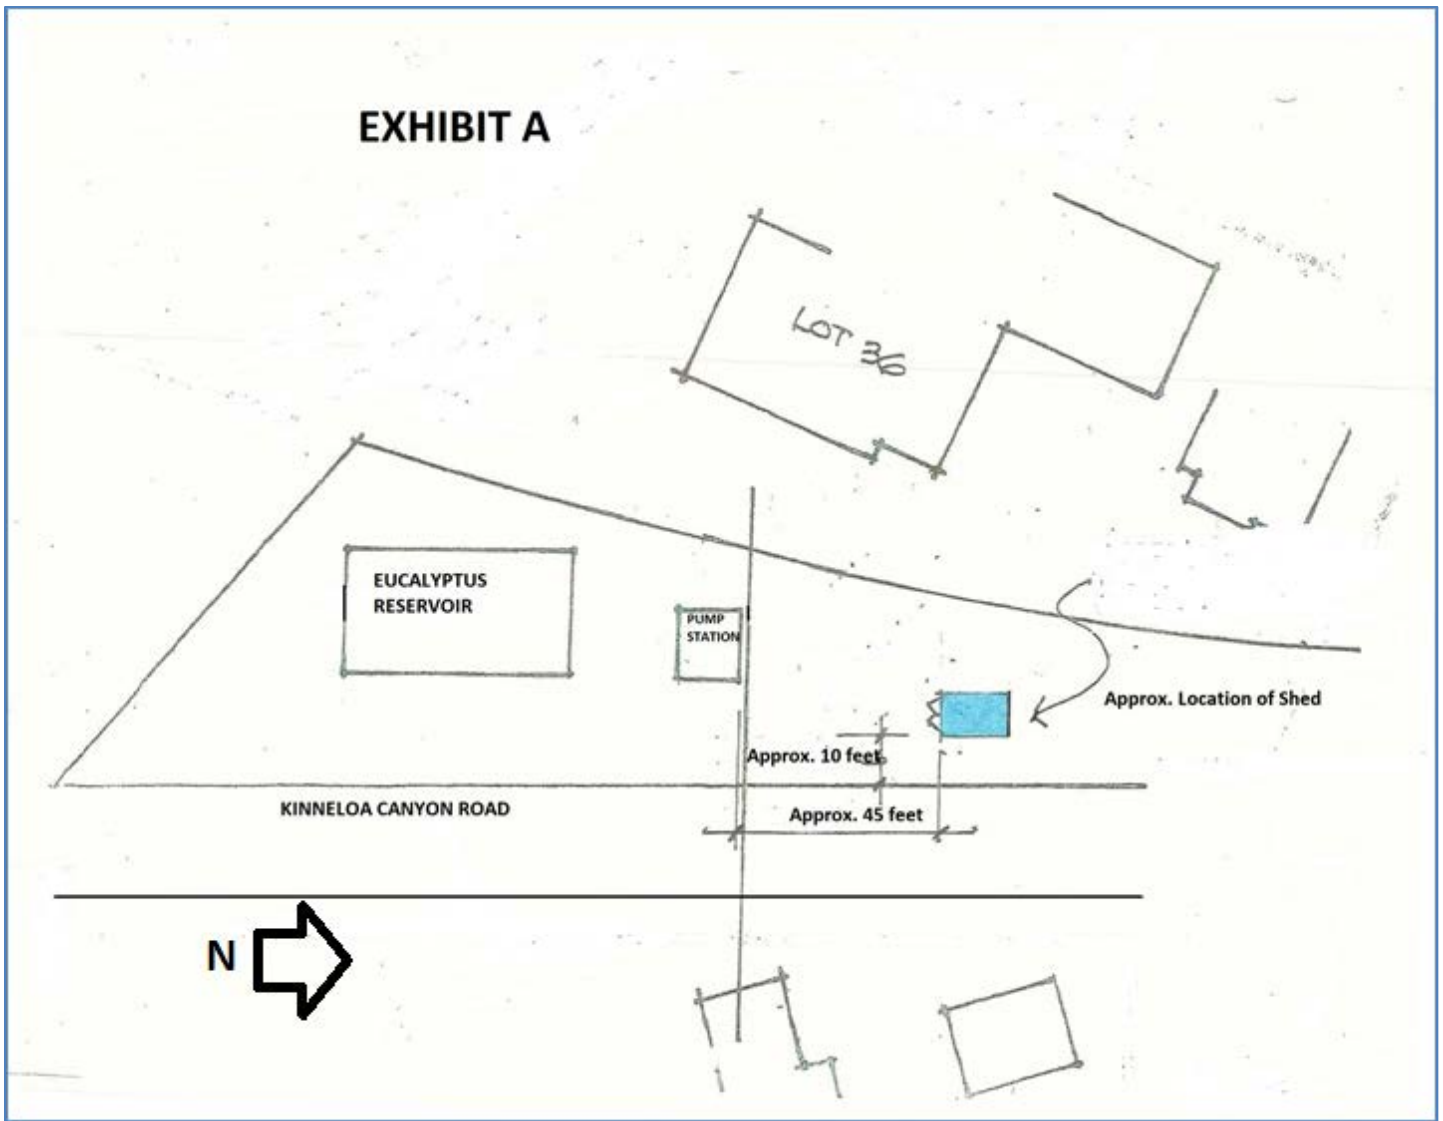 EXHIBIT A
LOT 36
EUCALYPTUS
RESERVOIR
PUMP
STATION
Approx. Location of Shed
Approx. 10 feet
KINNELOA CANYON ROAD
Approx. 45 feet
N